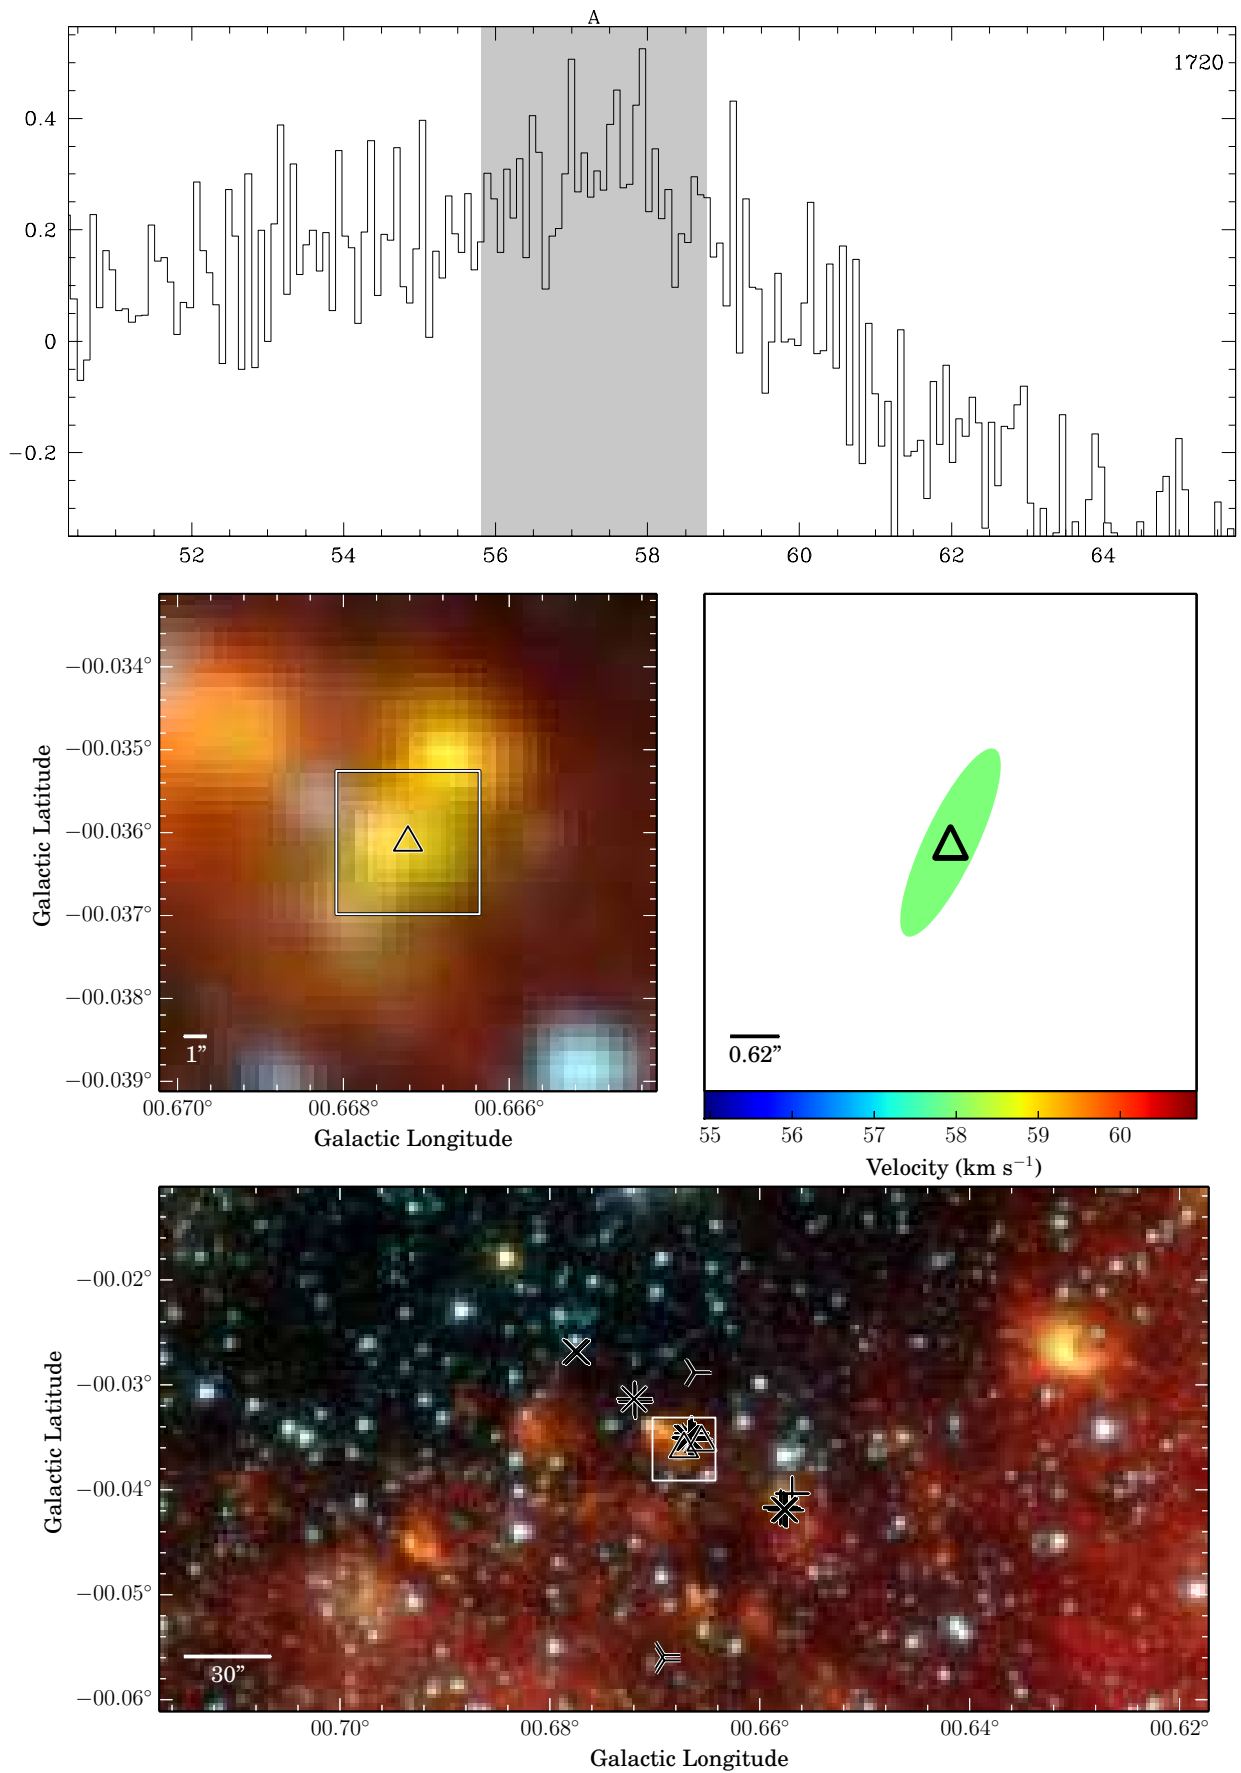 A
1720
0.4
0.2
0
−0.2
52 54 56 58 60 62 64
−00.034°
−00.035°
−00.036°
−00.037°
−00.038°
−00.039°
Galactic Latitude
1”
00.670° 00.668° 00.666°
Galactic Longitude
0.62”
55 56 57 58 59 60
Velocity (km s−1)
−00.02°
−00.03°
−00.04°
−00.05°
−00.06°
Galactic Latitude
30”
00.70° 00.68° 00.66° 00.64° 00.62°
Galactic Longitude